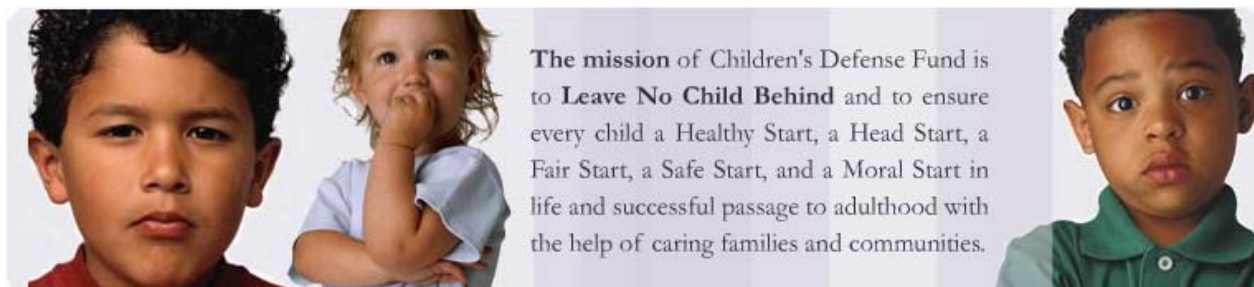 The mission of Children's Defense Fund is
to Leave No Child Behind and to ensure
every child a Healthy Start, a Head Start, a
Fair Start, a Safe Start, and a Moral Start in
life and successful passage to adulthood with
the help of caring families and communities.